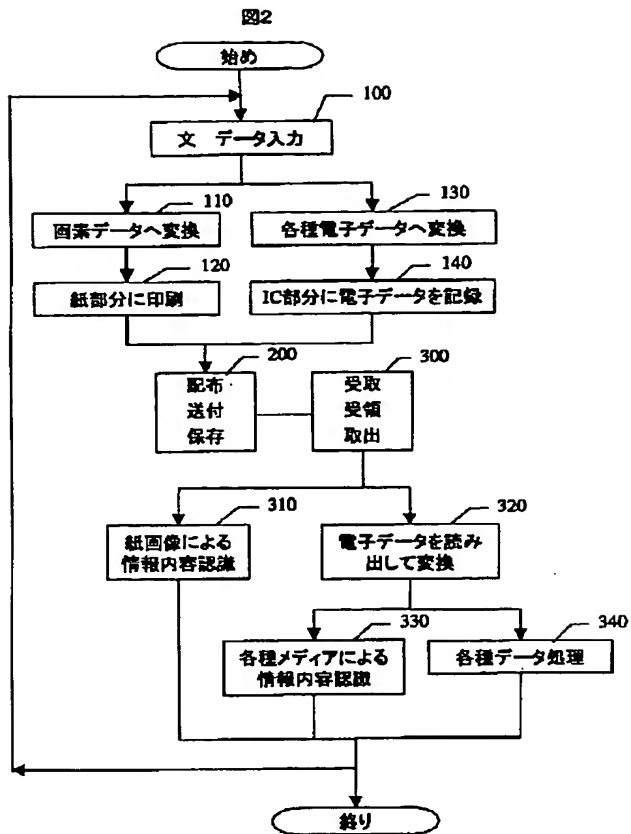 図2
始め
100
文 データ入力
110
画素データへ変換
130
各種電子データへ変換
120
紙部分に印刷
140
IC部分に電子データを記録
200
配布
送付
保存
300
受取
受領
取出
310
紙画像による
情報内容認識
320
電子データを読み
出して変換
330
各種メディアによる
情報内容認識
340
各種データ処理
終り